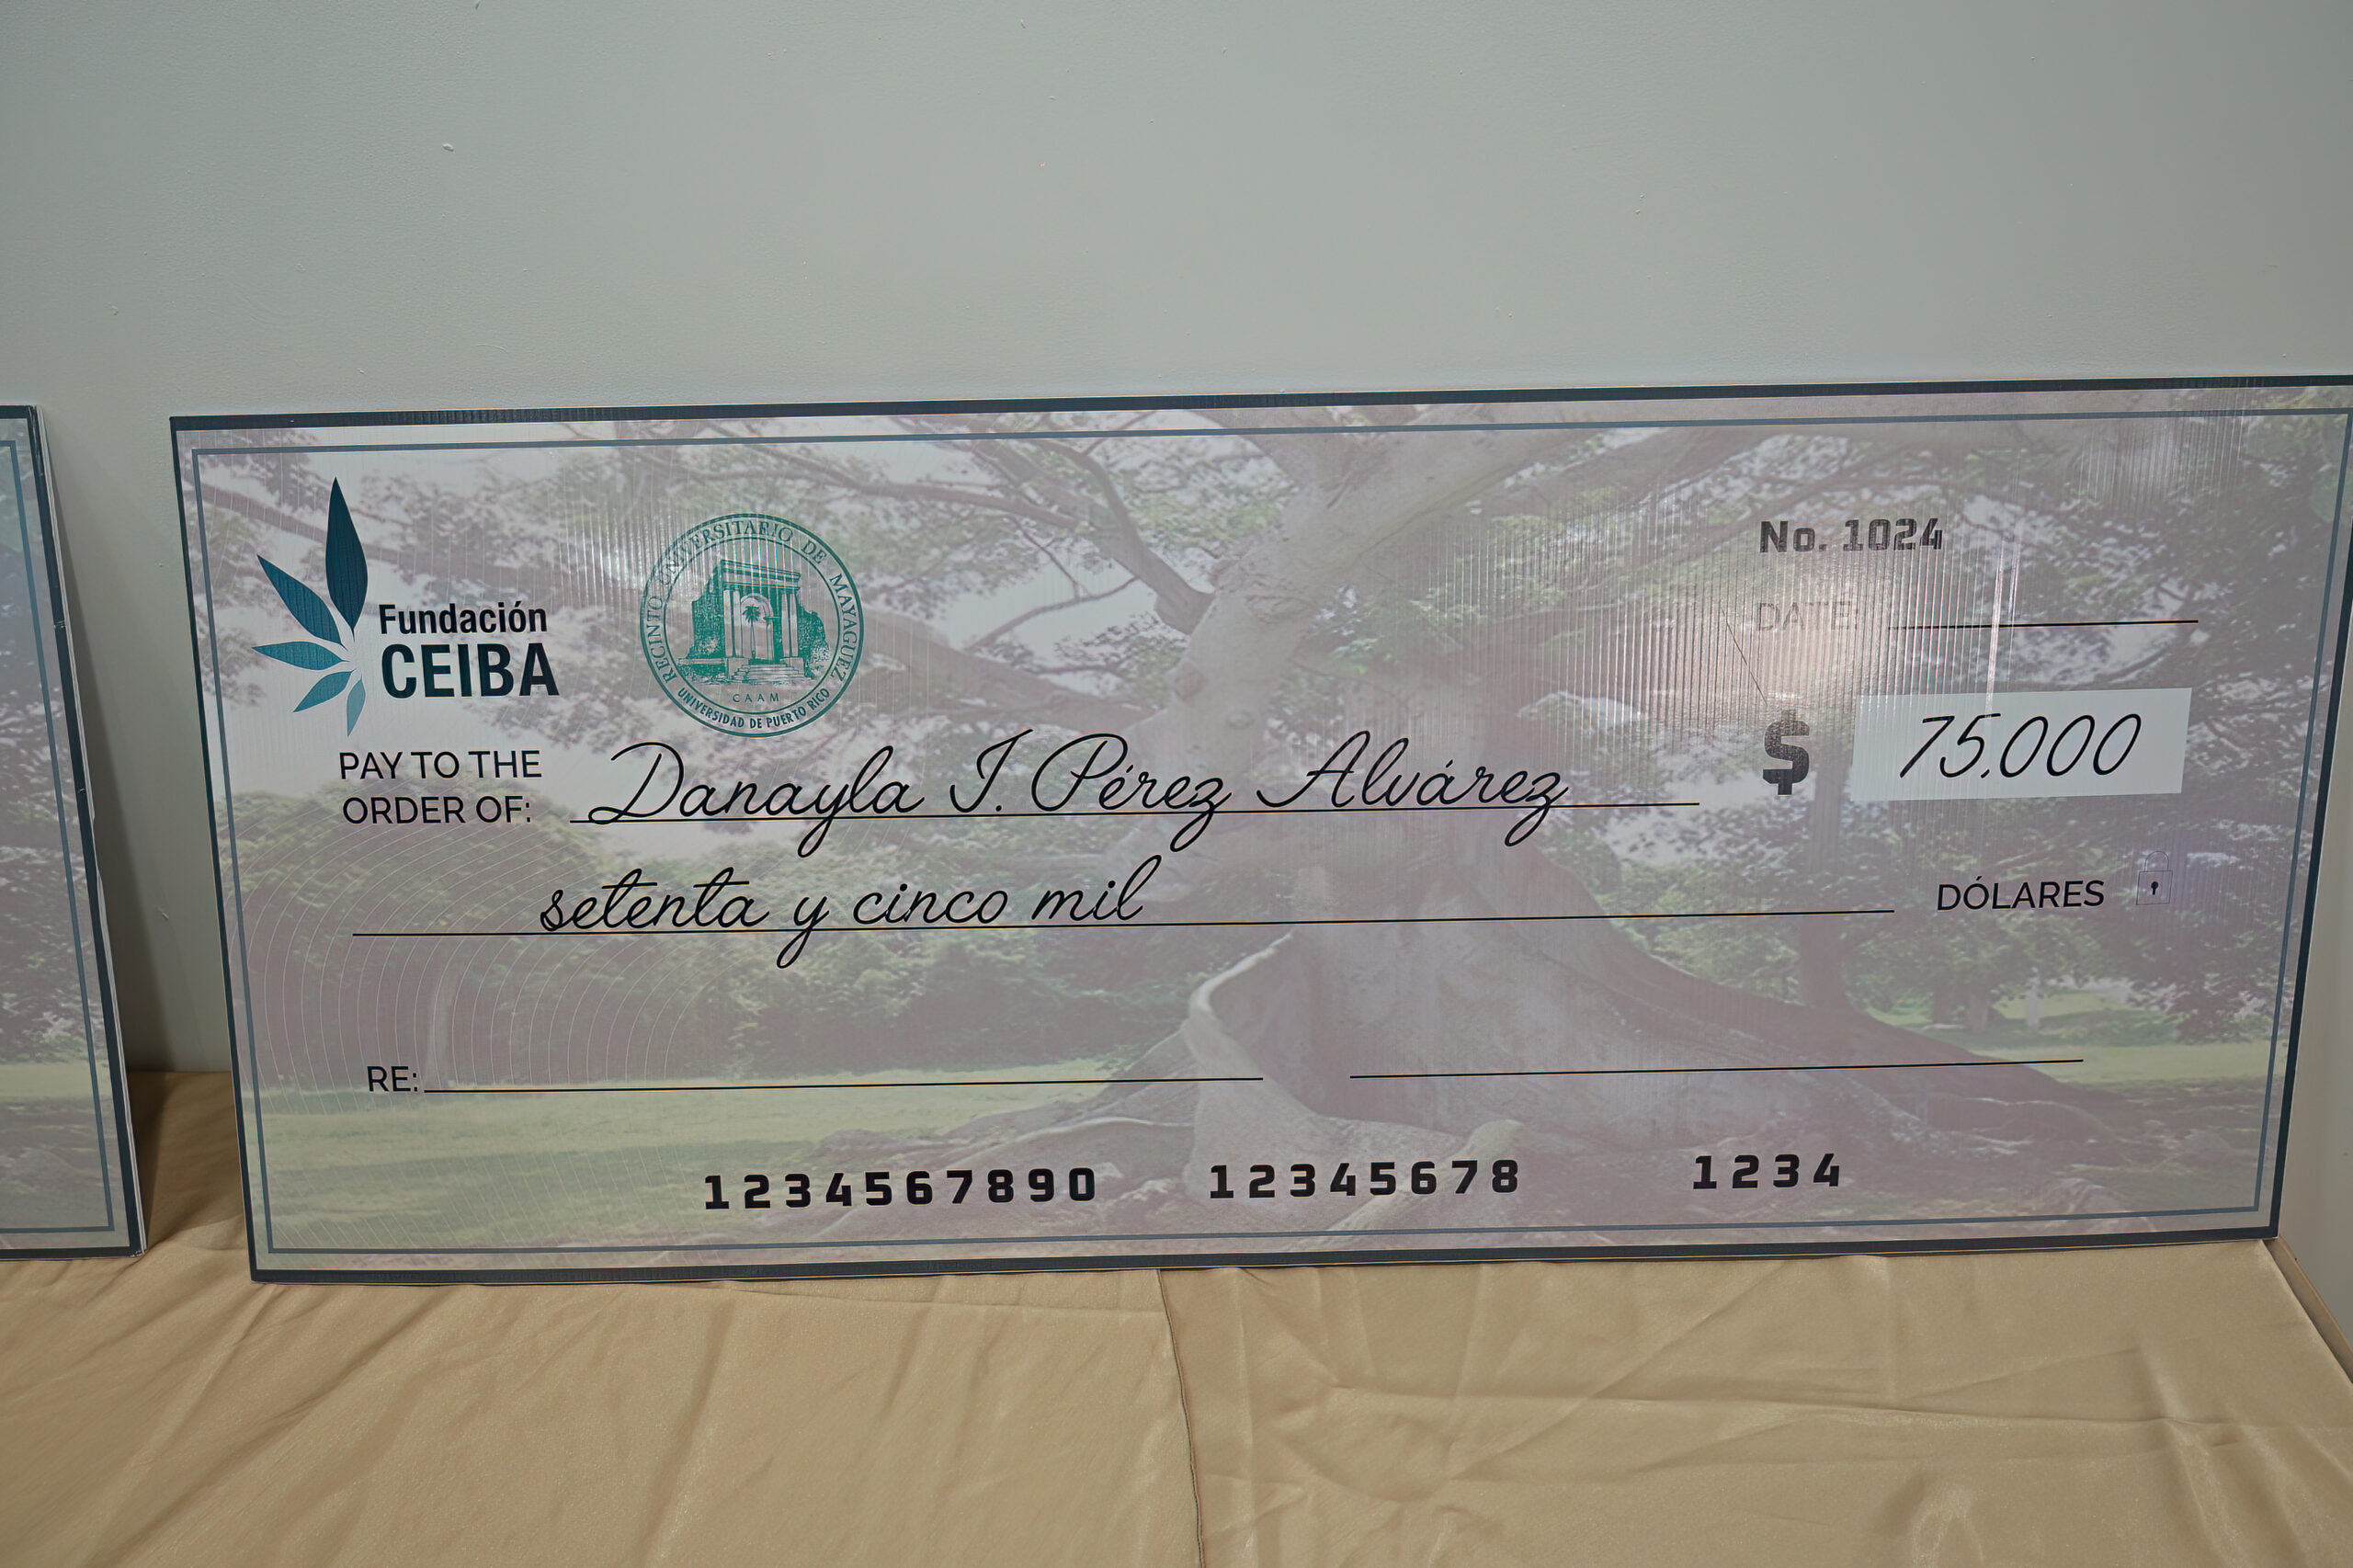 Fundación
CEIBA
RECINTO UNIVERSITARIO DE MAYAGUEZ
CAAM
UNIVERSIDAD DE PUERTO RICO
No. 1024
DATE:
PAY TO THE
ORDER OF:
Danayla I. Pérez Alvárez
$ 75,000
setenta y cinco mil
DÓLARES
RE:
1234567890 12345678 1234